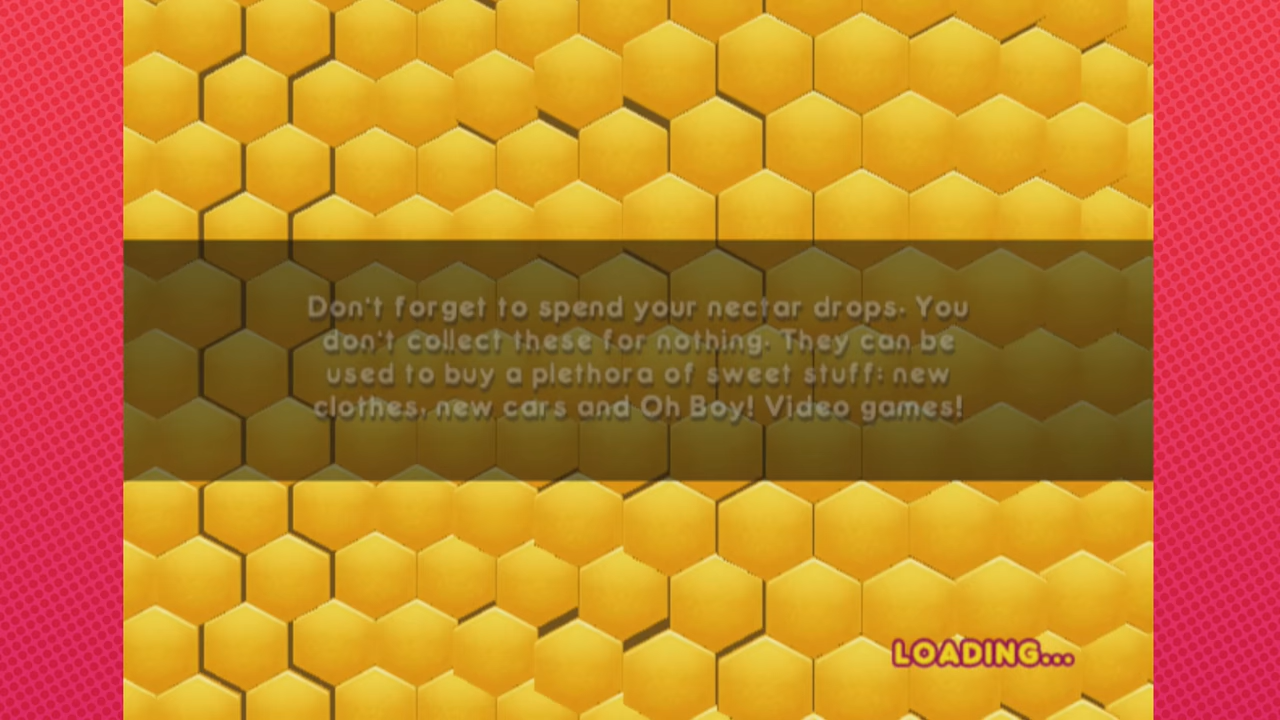 Don't forget to spend your nectar drops. You
don't collect these for nothing. They can be
used to buy a plethora of sweet stuff: new
clothes, new cars and Oh Boy! Video games!
LOADING...